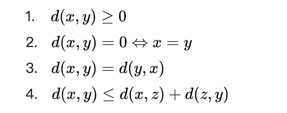 1. d(x, y) ≥ 0
2. d(x, y) = 0 ⇔ x = y
3. d(x, y) = d(y, x)
4. d(x, y) ≤ d(x, z) + d(z, y)